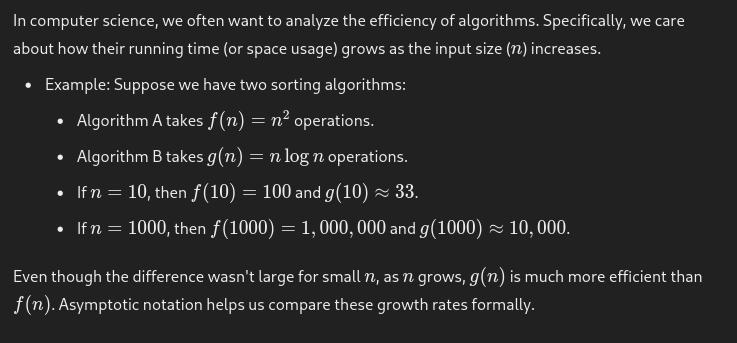 In computer science, we often want to analyze the efficiency of algorithms. Specifically, we care
about how their running time (or space usage) grows as the input size (n) increases.
• Example: Suppose we have two sorting algorithms:
• Algorithm A takes f(n) = n² operations.
• Algorithm B takes g(n) = n log n operations.
• If n = 10, then f(10) = 100 and g(10) ≈ 33.
• If n = 1000, then f(1000) = 1,000,000 and g(1000) ≈ 10,000.
Even though the difference wasn't large for small n, as n grows, g(n) is much more efficient than
f(n). Asymptotic notation helps us compare these growth rates formally.